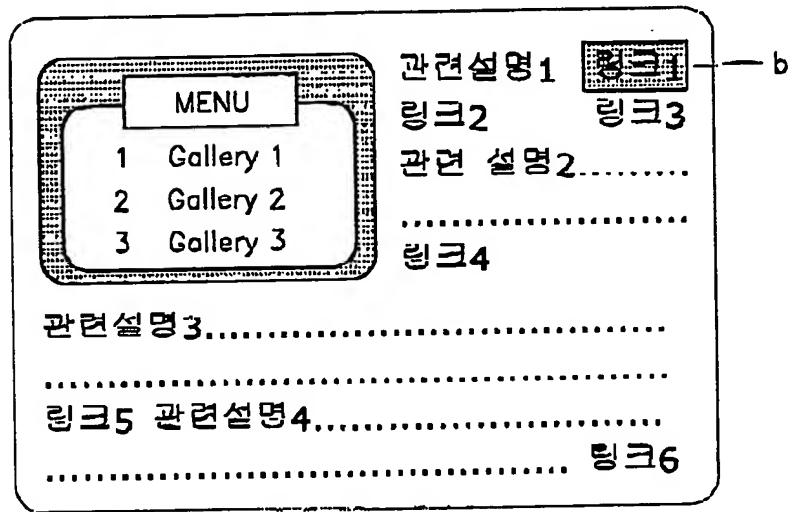 MENU
1 Gallery 1
2 Gallery 2
3 Gallery 3
관련설명1 링크1
b
링크2 링크3
관련 설명2.........
......................
링크4
관련설명3...................................
................................................
링크5 관련설명4..........................
........................................ 링크6